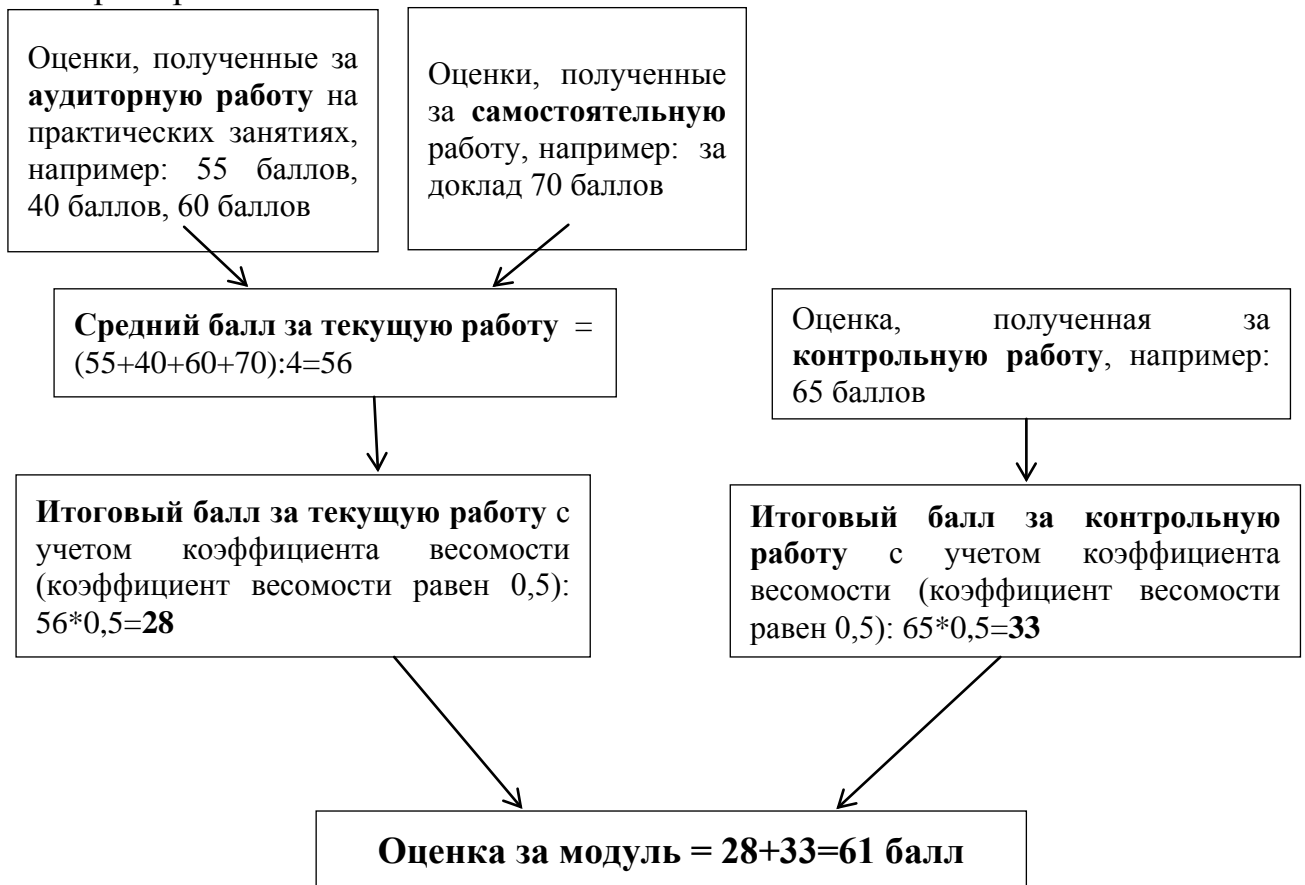 Оценки, полученные за
аудиторную работу на
практических занятиях,
например: 55 баллов,
40 баллов, 60 баллов
Оценки, полученные
за самостоятельную
работу, например: за
доклад 70 баллов
Средний балл за текущую работу =
(55+40+60+70):4=56
Оценка, полученная за
контрольную работу, например:
65 баллов
Итоговый балл за текущую работу с
учетом коэффициента весомости
(коэффициент весомости равен 0,5):
56*0,5=28
Итоговый балл за контрольную
работу с учетом коэффициента
весомости (коэффициент весомости
равен 0,5): 65*0,5=33
Оценка за модуль = 28+33=61 балл